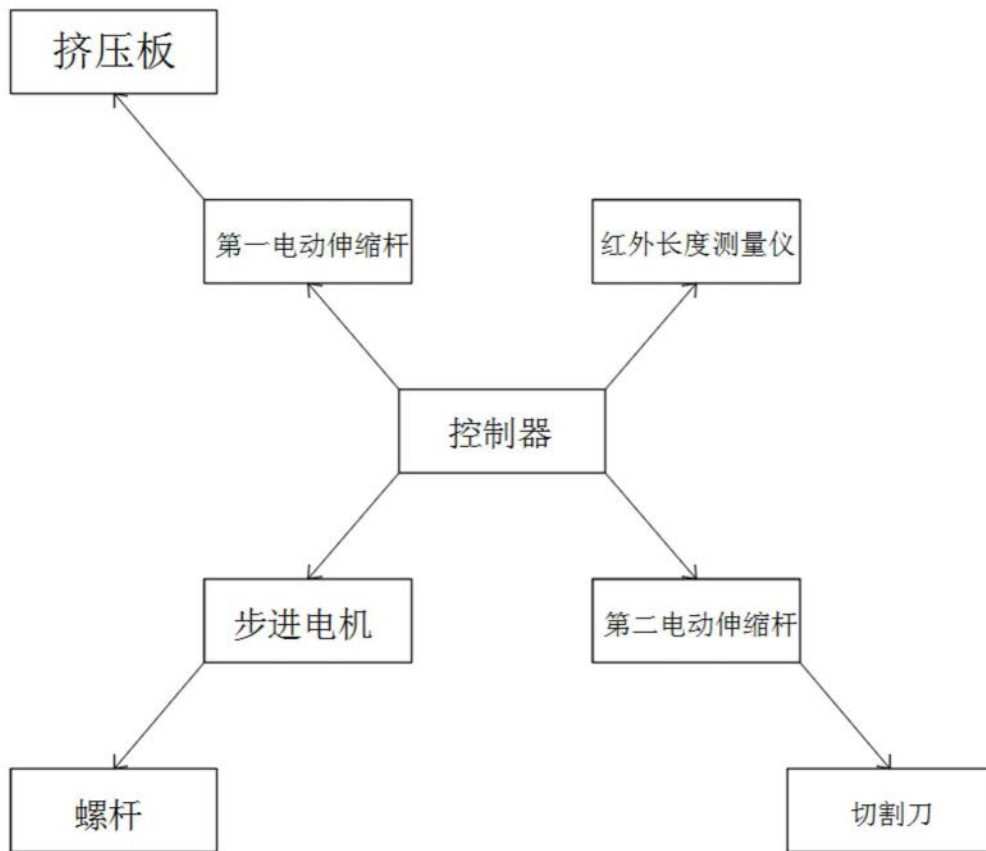 挤压板
第一电动伸缩杆
红外长度测量仪
控制器
步进电机
第二电动伸缩杆
螺杆
切割刀